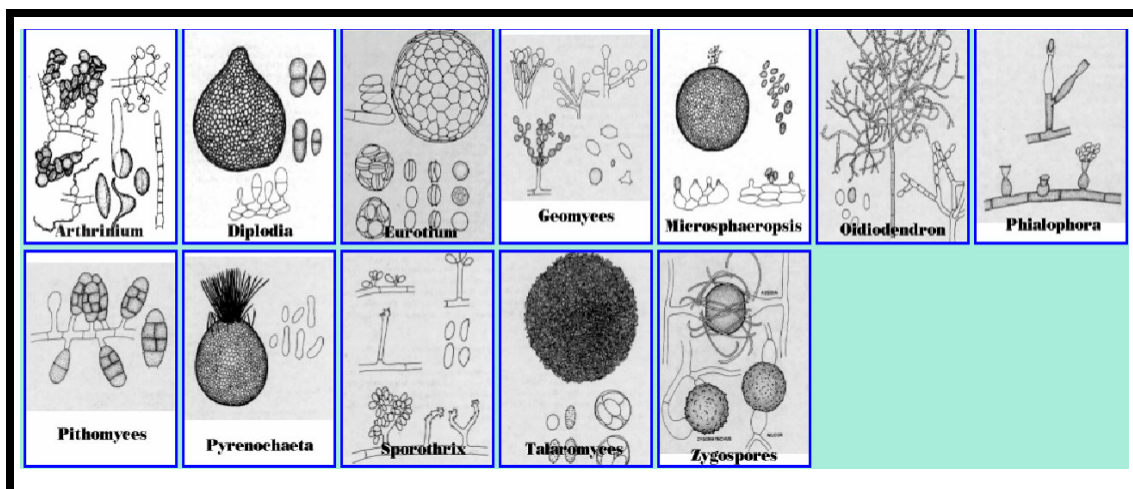 Arthrinium
Diplodia
Eurotium
Geomyces
Microsphaeropsis
Oidiodendron
Phialophora
Pithomyces
Pyrenochaeta
Sporothrix
Talaromyces
Zygospores